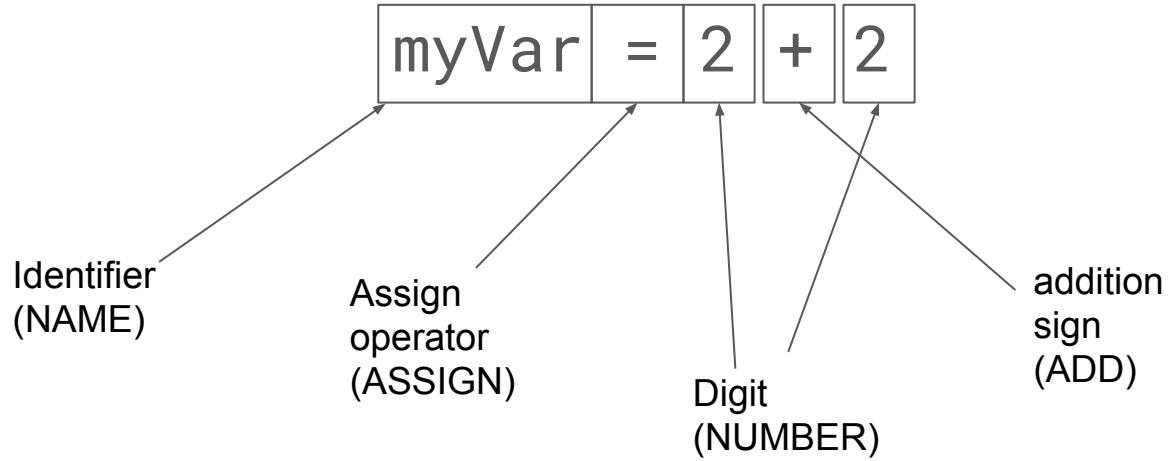 myVar = 2 + 2
Identifier
(NAME)
Assign
operator
(ASSIGN)
Digit
(NUMBER)
addition
sign
(ADD)